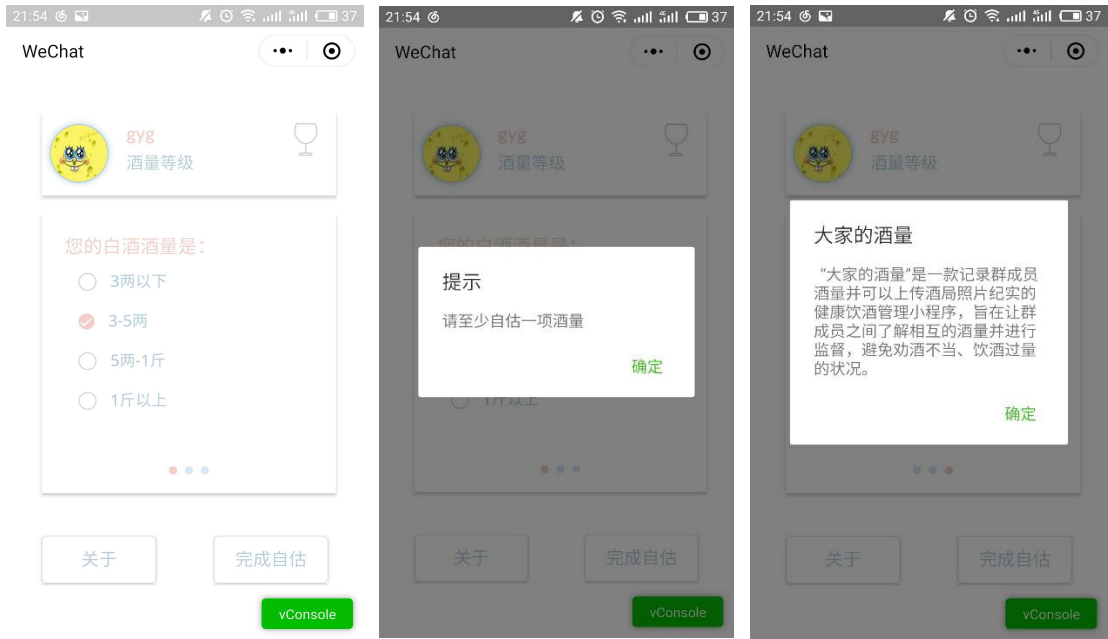 21:54 37
WeChat
gyg
酒量等级
您的白酒酒量是：
3两以下
3-5两
5两-1斤
1斤以上
关于
完成自估
vConsole
21:54 37
WeChat
gyg
酒量等级
您的白酒酒量是：
提示
请至少自估一项酒量
确定
1斤以上
关于
完成自估
vConsole
21:54 37
WeChat
gyg
酒量等级
大家的酒量
“大家的酒量”是一款记录群成员
酒量并可以上传酒局照片纪实的
健康饮酒管理小程序，旨在让群
成员之间了解相互的酒量并进行
监督，避免劝酒不当、饮酒过量
的状况。
确定
关于
完成自估
vConsole